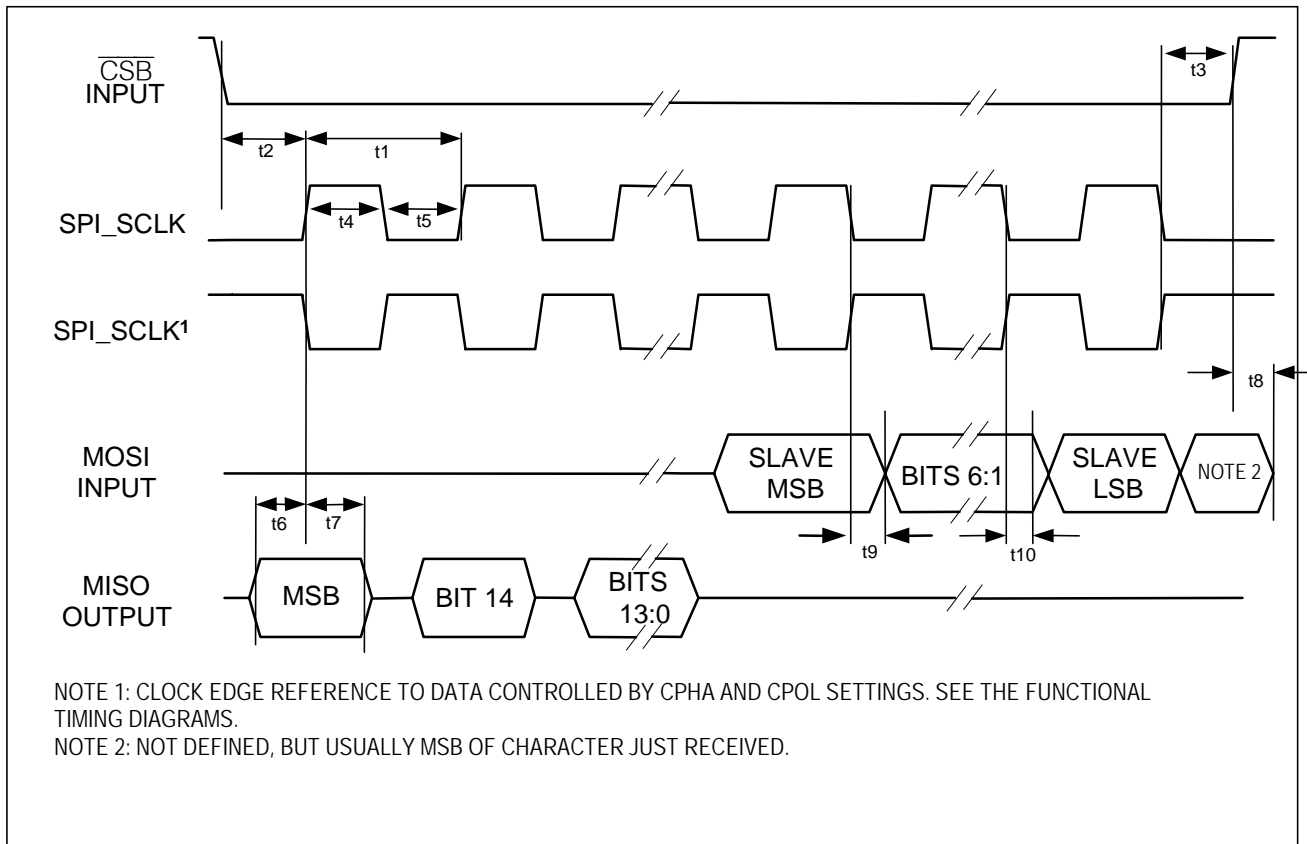 CSB
INPUT
t3
t2
t1
t4
t5
SPI_SCLK
SPI_SCLK¹
t8
MOSI
INPUT
SLAVE
MSB
BITS 6:1
SLAVE
LSB
NOTE 2
t6
t7
t9
t10
MISO
OUTPUT
MSB
BIT 14
BITS
13:0
NOTE 1: CLOCK EDGE REFERENCE TO DATA CONTROLLED BY CPHA AND CPOL SETTINGS. SEE THE FUNCTIONAL
TIMING DIAGRAMS.
NOTE 2: NOT DEFINED, BUT USUALLY MSB OF CHARACTER JUST RECEIVED.